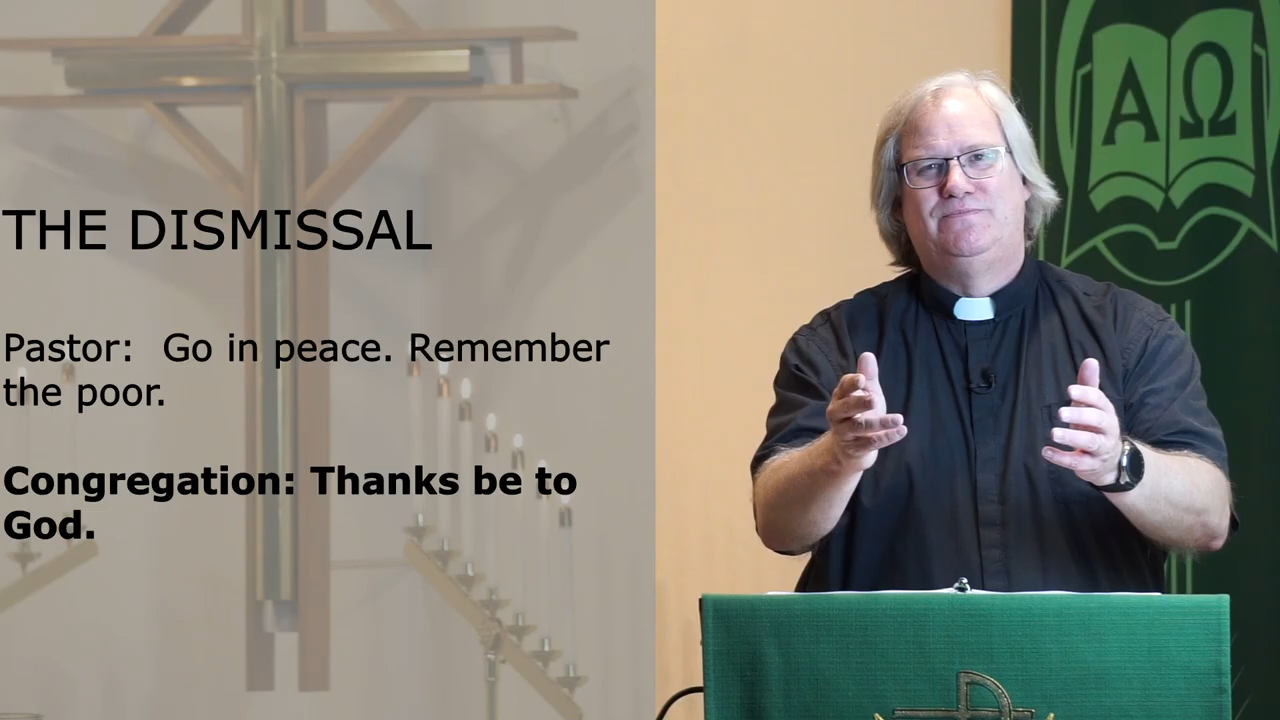 THE DISMISSAL
Pastor:  Go in peace. Remember
the poor.
Congregation: Thanks be to
God.
Α Ω